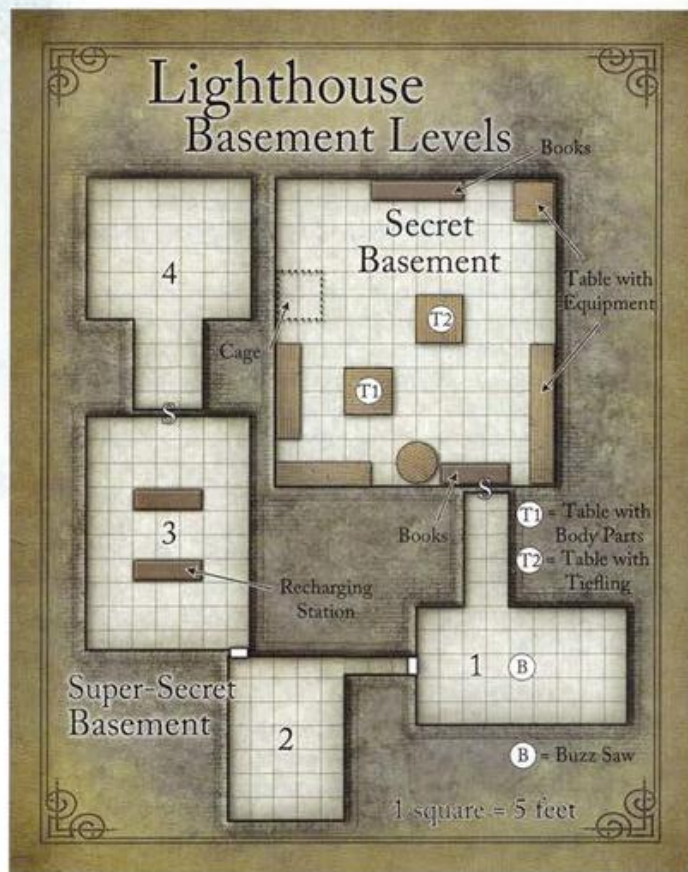 Lighthouse
Basement Levels
Books
Secret
Basement
4
Table with
Equipment
T2
Cage
T1
S
S
3
Books
T1 = Table with
Body Parts
T2 = Table with
Tiefling
Recharging
Station
1
B
Super-Secret
Basement
2
B = Buzz Saw
1 square = 5 feet